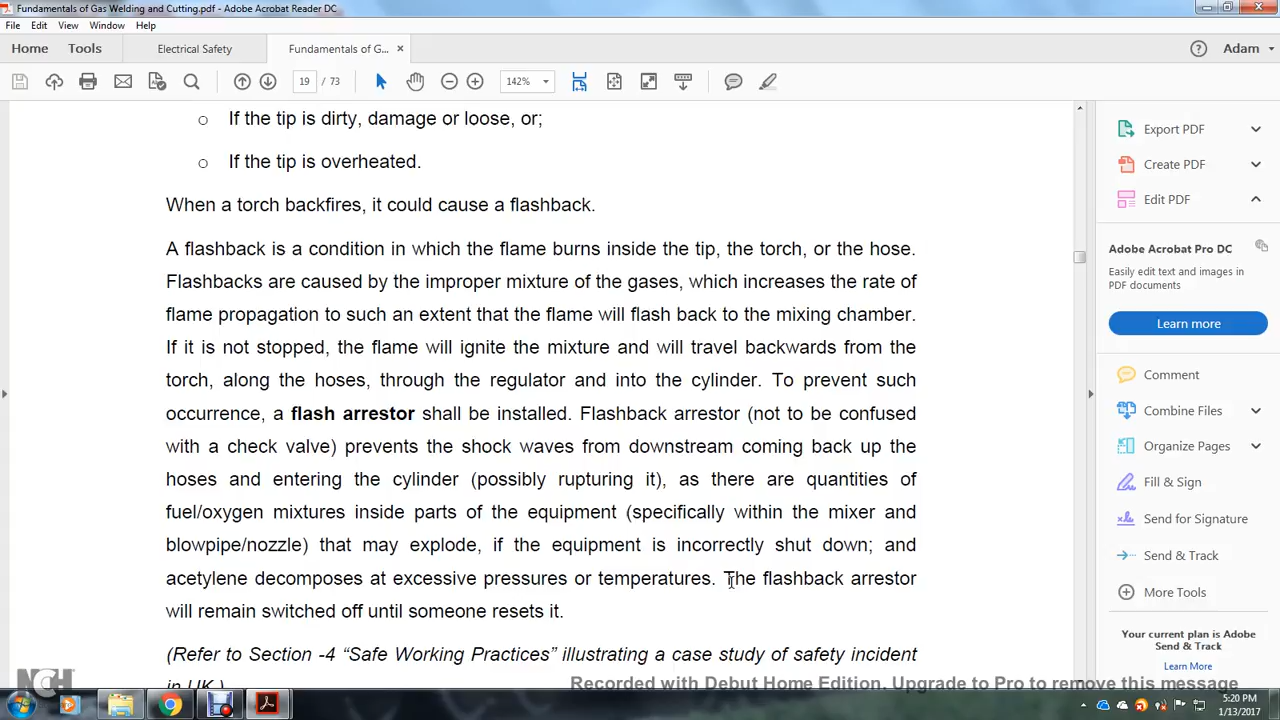 Fundamentals of Gas Welding and Cutting.pdf - Adobe Acrobat Reader DC
File Edit View Window Help
Home Tools Electrical Safety Fundamentals of G... × Adam
19 / 73 142%
o If the tip is dirty, damage or loose, or;
o If the tip is overheated.
When a torch backfires, it could cause a flashback.
A flashback is a condition in which the flame burns inside the tip, the torch, or the hose.
Flashbacks are caused by the improper mixture of the gases, which increases the rate of
flame propagation to such an extent that the flame will flash back to the mixing chamber.
If it is not stopped, the flame will ignite the mixture and will travel backwards from the
torch, along the hoses, through the regulator and into the cylinder. To prevent such
occurrence, a flash arrestor shall be installed. Flashback arrestor (not to be confused
with a check valve) prevents the shock waves from downstream coming back up the
hoses and entering the cylinder (possibly rupturing it), as there are quantities of
fuel/oxygen mixtures inside parts of the equipment (specifically within the mixer and
blowpipe/nozzle) that may explode, if the equipment is incorrectly shut down; and
acetylene decomposes at excessive pressures or temperatures. The flashback arrestor
will remain switched off until someone resets it.
(Refer to Section -4 “Safe Working Practices” illustrating a case study of safety incident
in UK.)
Export PDF
Create PDF
Edit PDF
Adobe Acrobat Pro DC
Easily edit text and images in
PDF documents
Learn more
Comment
Combine Files
Organize Pages
Fill & Sign
Send for Signature
Send & Track
More Tools
Your current plan is Adobe
Send & Track
Learn More
NCH
Recorded with Debut Home Edition. Upgrade to Pro to remove this message
5:20 PM
1/13/2017